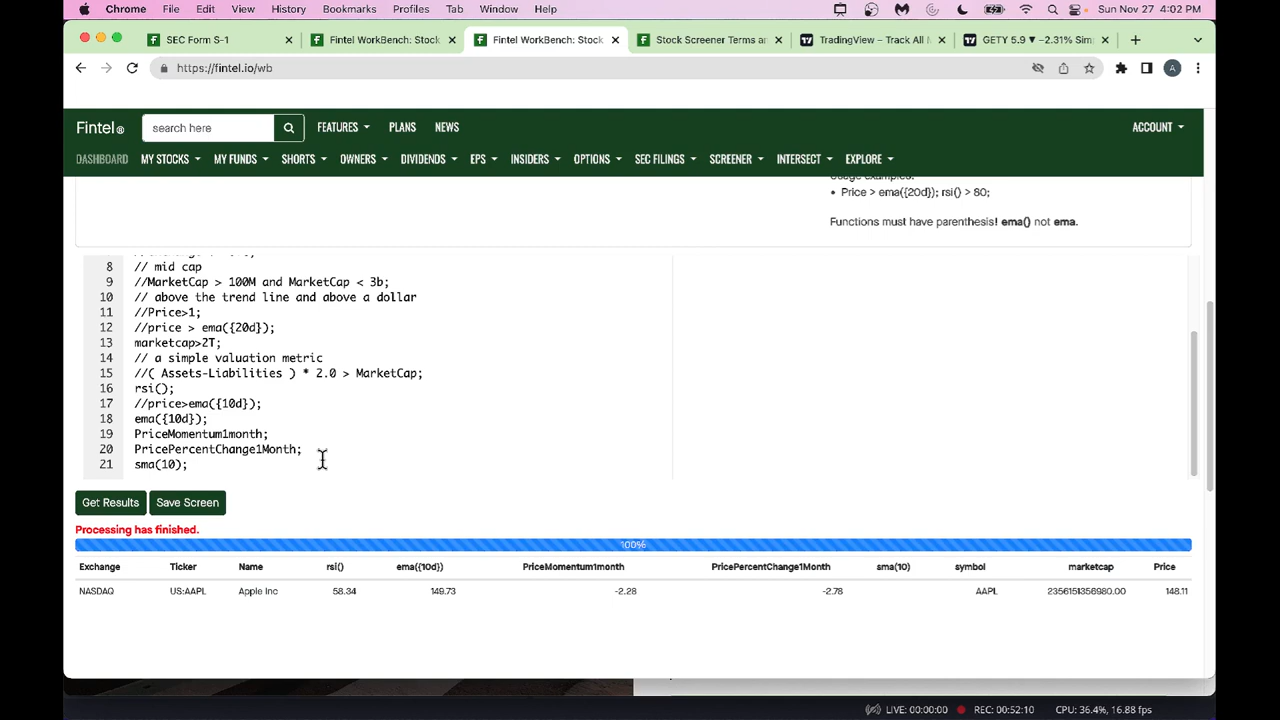 Chrome File Edit View History Bookmarks Profiles Tab Window Help Sun Nov 27 4:02 PM
SEC Form S-1 Fintel WorkBench: Stock Fintel WorkBench: Stock Stock Screener Terms ar TradingView – Track All M GETY 5.9 ▼ −2.31% Sim
https://fintel.io/wb A
Fintel® search here FEATURES PLANS NEWS ACCOUNT
DASHBOARD MY STOCKS MY FUNDS SHORTS OWNERS DIVIDENDS EPS INSIDERS OPTIONS SEC FILINGS SCREENER INTERSECT EXPLORE
Usage examples:
• Price > ema({20d}); rsi() > 80;
Functions must have parenthesis! ema() not ema.
8 // mid cap
9 //MarketCap > 100M and MarketCap < 3b;
10 // above the trend line and above a dollar
11 //Price>1;
12 //price > ema({20d});
13 marketcap>2T;
14 // a simple valuation metric
15 //( Assets-Liabilities ) * 2.0 > MarketCap;
16 rsi();
17 //price>ema({10d});
18 ema({10d});
19 PriceMomentum1month;
20 PricePercentChange1Month;
21 sma(10);
Get Results Save Screen
Processing has finished.
100%
Exchange Ticker Name rsi() ema({10d}) PriceMomentum1month PricePercentChange1Month sma(10) symbol marketcap Price
NASDAQ US:AAPL Apple Inc 58.34 149.73 -2.28 -2.78 AAPL 2356151356980.00 148.11
LIVE: 00:00:00 REC: 00:52:10 CPU: 36.4%, 16.88 fps